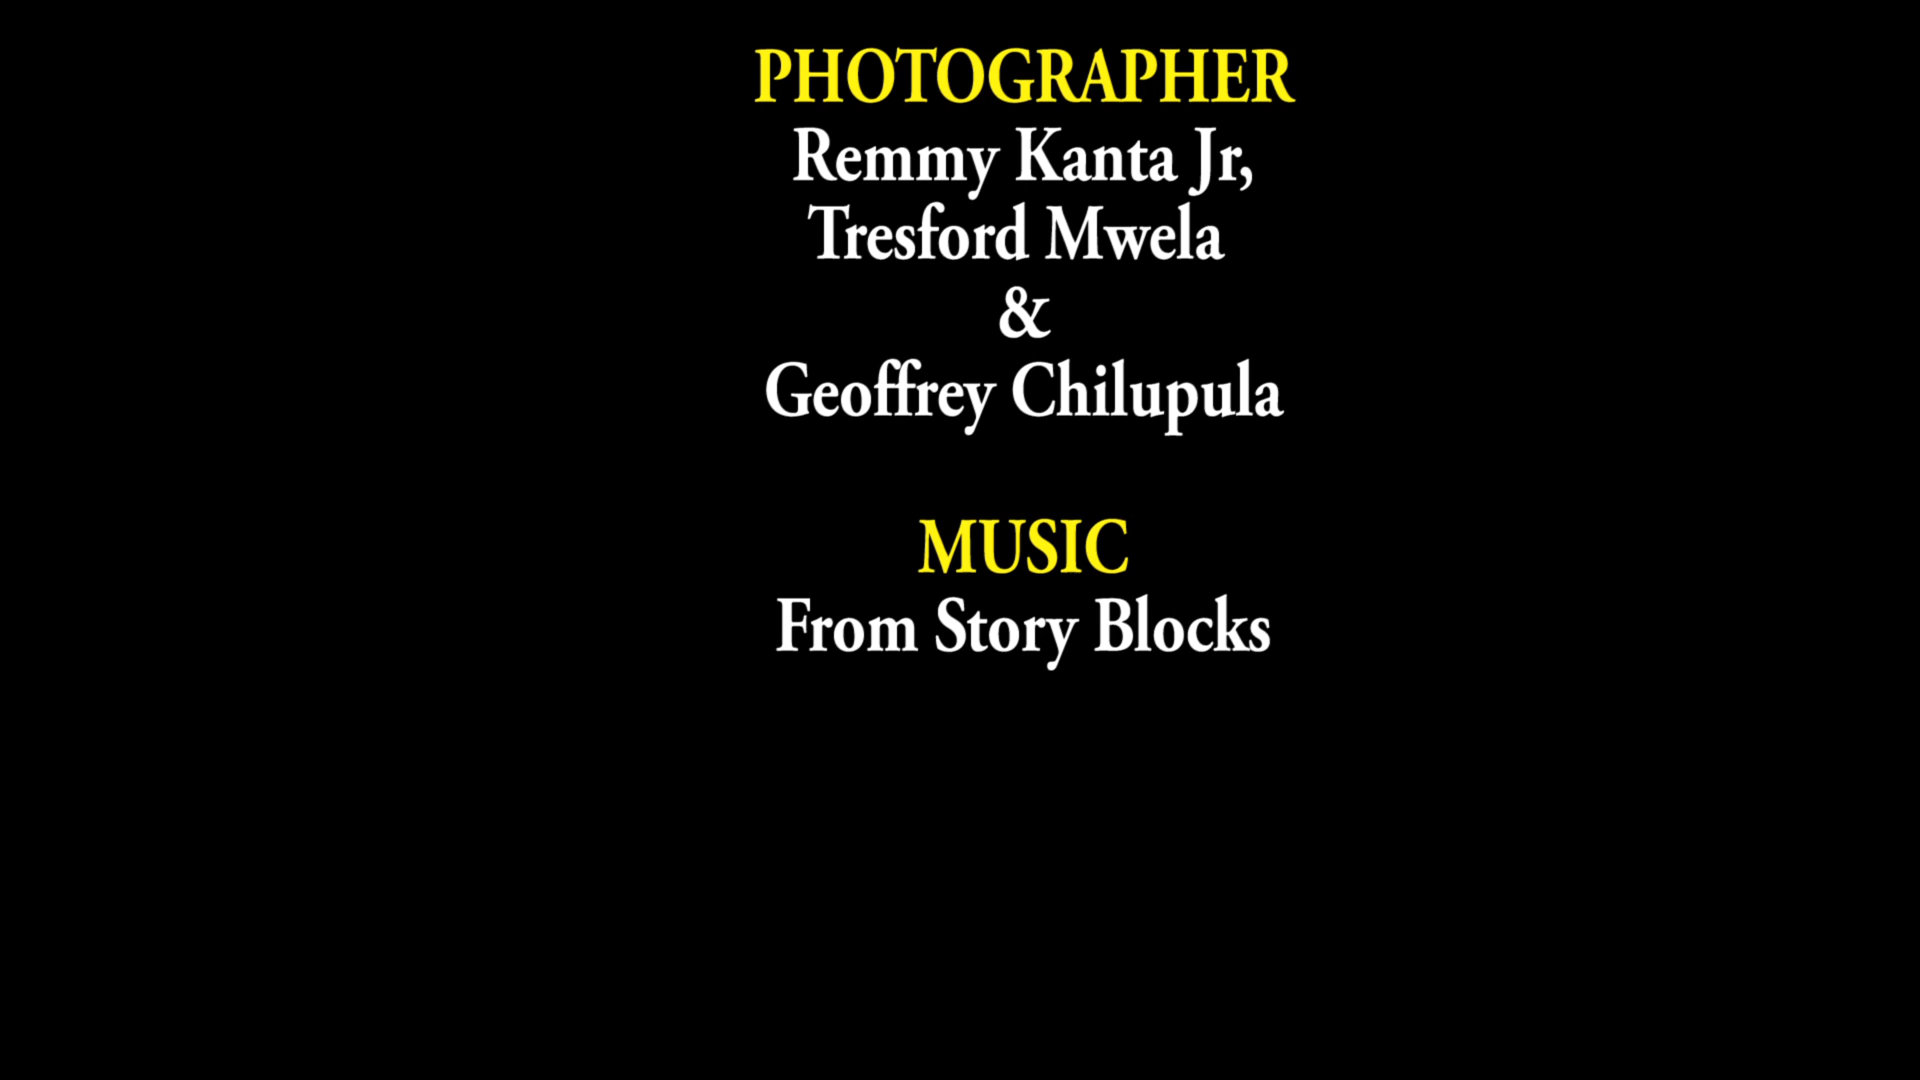 PHOTOGRAPHER
Remmy Kanta Jr,
Tresford Mwela
&
Geoffrey Chilupula
MUSIC
From Story Blocks